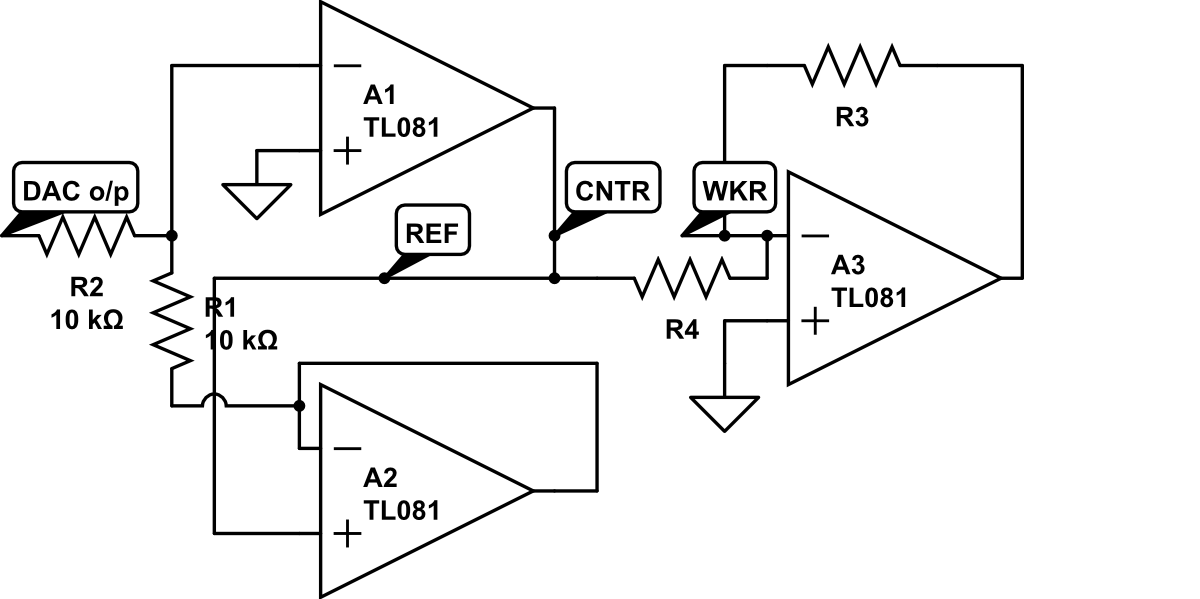 −
A1
TL081
+
R3
DAC o/p
CNTR
WKR
REF
−
A3
TL081
+
R2
10 kΩ
R1
10 kΩ
R4
−
A2
TL081
+